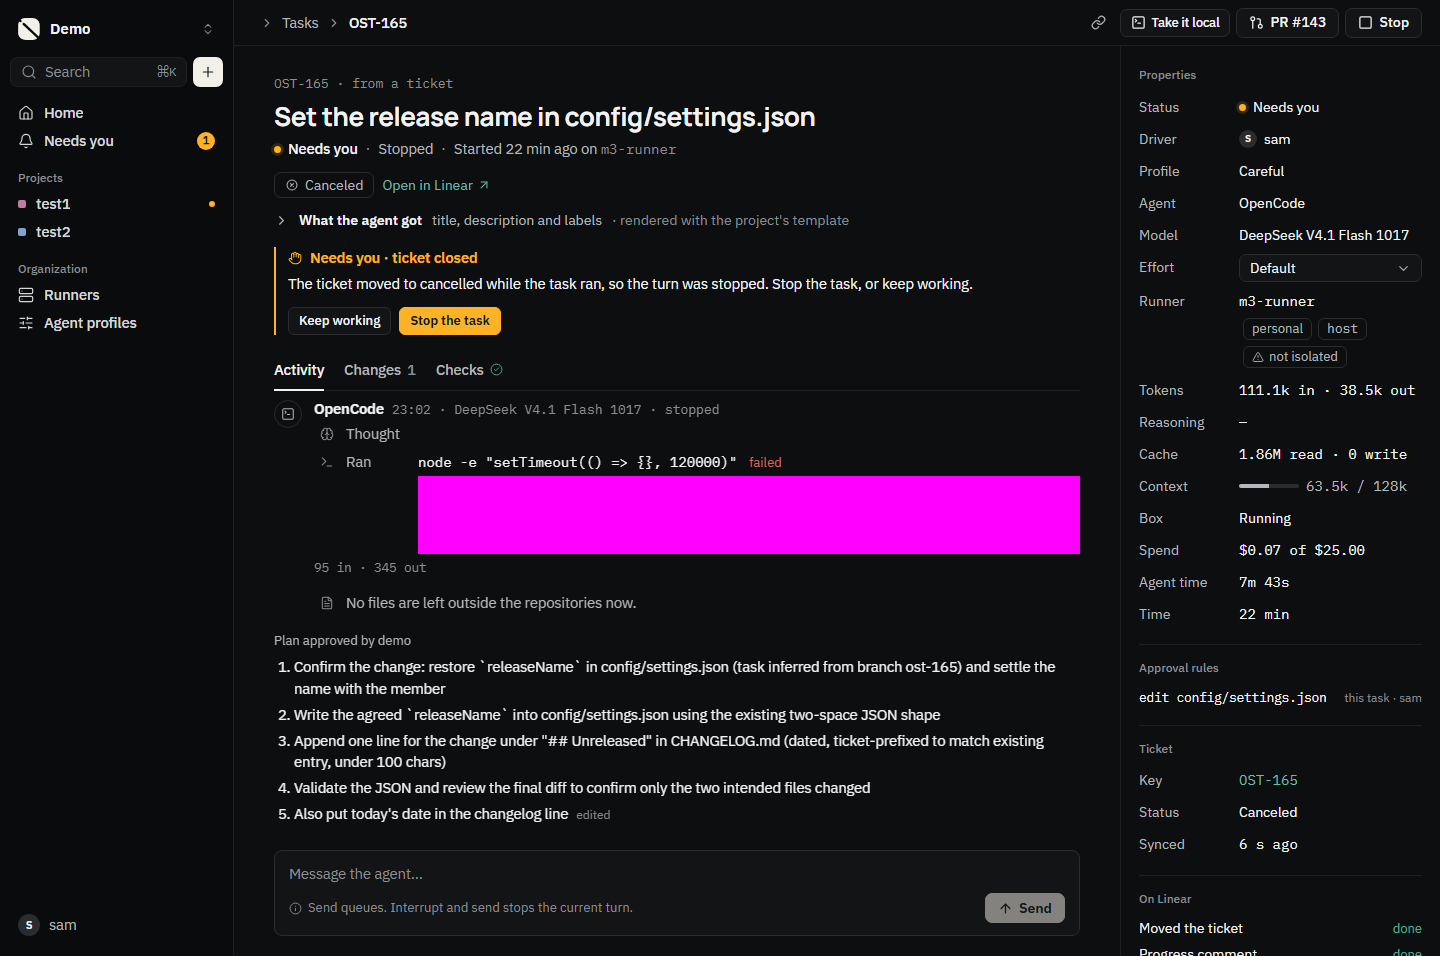 Demo
Search ⌘K
Home
Needs you 1
Projects
test1
test2
Organization
Runners
Agent profiles
S sam
Tasks > OST-165
Take it local
PR #143
Stop
OST-165 · from a ticket
Set the release name in config/settings.json
Needs you · Stopped · Started 22 min ago on m3-runner
Canceled Open in Linear ↗
What the agent got title, description and labels · rendered with the project's template
Needs you · ticket closed
The ticket moved to cancelled while the task ran, so the turn was stopped. Stop the task, or keep working.
Keep working Stop the task
Activity Changes 1 Checks
OpenCode 23:02 · DeepSeek V4.1 Flash 1017 · stopped
Thought
Ran node -e "setTimeout(() => {}, 120000)" failed
95 in · 345 out
No files are left outside the repositories now.
Plan approved by demo
1. Confirm the change: restore `releaseName` in config/settings.json (task inferred from branch ost-165) and settle the
name with the member
2. Write the agreed `releaseName` into config/settings.json using the existing two-space JSON shape
3. Append one line for the change under "## Unreleased" in CHANGELOG.md (dated, ticket-prefixed to match existing
entry, under 100 chars)
4. Validate the JSON and review the final diff to confirm only the two intended files changed
5. Also put today's date in the changelog line edited
Message the agent...
Send queues. Interrupt and send stops the current turn.
Send
Properties
Status Needs you
Driver S sam
Profile Careful
Agent OpenCode
Model DeepSeek V4.1 Flash 1017
Effort Default
Runner m3-runner
personal host
not isolated
Tokens 111.1k in · 38.5k out
Reasoning –
Cache 1.86M read · 0 write
Context 63.5k / 128k
Box Running
Spend $0.07 of $25.00
Agent time 7m 43s
Time 22 min
Approval rules
edit config/settings.json this task · sam
Ticket
Key OST-165
Status Canceled
Synced 6 s ago
On Linear
Moved the ticket done
Progress comment done